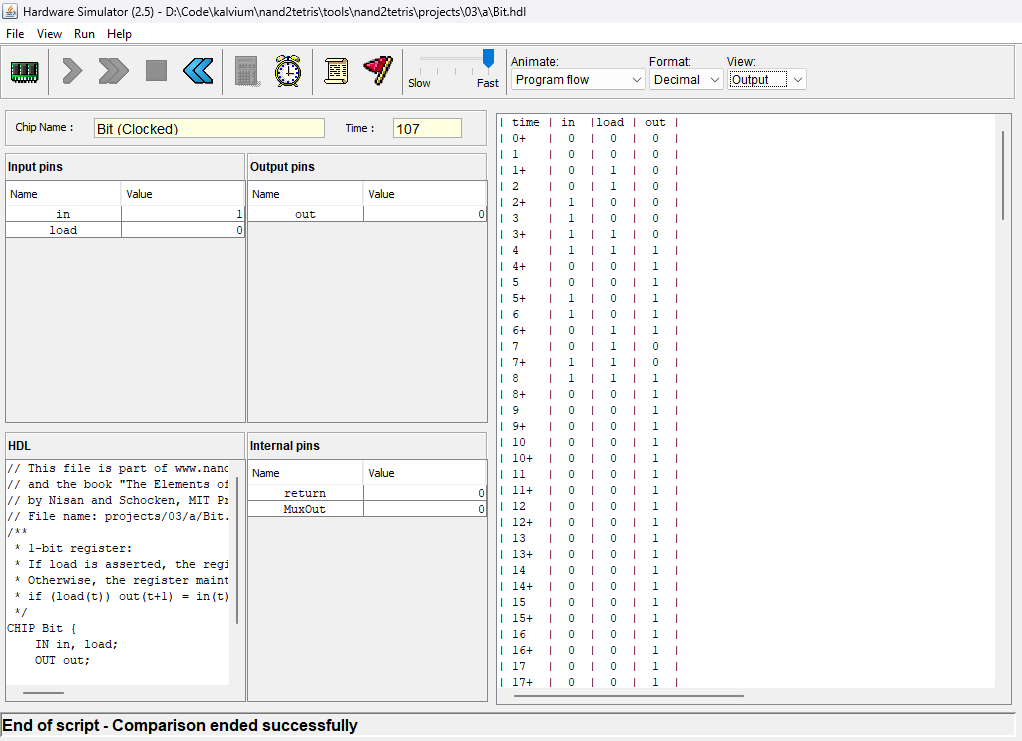 Hardware Simulator (2.5) - D:\Code\kalvium\nand2tetris\tools\nand2tetris\projects\03\a\Bit.hdl
File View Run Help
Slow Fast
Animate: Format: View:
Program flow Decimal Output
Chip Name : Bit (Clocked) Time : 107
Input pins
Name Value
in 1
load 0
Output pins
Name Value
out 0
HDL
// This file is part of www.nand
// and the book "The Elements of
// by Nisan and Schocken, MIT Pr
// File name: projects/03/a/Bit.
/**
* 1-bit register:
* If load is asserted, the regi
* Otherwise, the register maint
* if (load(t)) out(t+1) = in(t)
*/
CHIP Bit {
IN in, load;
OUT out;
Internal pins
Name Value
return 0
MuxOut 0
| time | in |load | out |
| 0+ | 0 | 0 | 0 |
| 1 | 0 | 0 | 0 |
| 1+ | 0 | 1 | 0 |
| 2 | 0 | 1 | 0 |
| 2+ | 1 | 0 | 0 |
| 3 | 1 | 0 | 0 |
| 3+ | 1 | 1 | 0 |
| 4 | 1 | 1 | 1 |
| 4+ | 0 | 0 | 1 |
| 5 | 0 | 0 | 1 |
| 5+ | 1 | 0 | 1 |
| 6 | 1 | 0 | 1 |
| 6+ | 0 | 1 | 1 |
| 7 | 0 | 1 | 0 |
| 7+ | 1 | 1 | 0 |
| 8 | 1 | 1 | 1 |
| 8+ | 0 | 0 | 1 |
| 9 | 0 | 0 | 1 |
| 9+ | 0 | 0 | 1 |
| 10 | 0 | 0 | 1 |
| 10+ | 0 | 0 | 1 |
| 11 | 0 | 0 | 1 |
| 11+ | 0 | 0 | 1 |
| 12 | 0 | 0 | 1 |
| 12+ | 0 | 0 | 1 |
| 13 | 0 | 0 | 1 |
| 13+ | 0 | 0 | 1 |
| 14 | 0 | 0 | 1 |
| 14+ | 0 | 0 | 1 |
| 15 | 0 | 0 | 1 |
| 15+ | 0 | 0 | 1 |
| 16 | 0 | 0 | 1 |
| 16+ | 0 | 0 | 1 |
| 17 | 0 | 0 | 1 |
| 17+ | 0 | 0 | 1 |
End of script - Comparison ended successfully